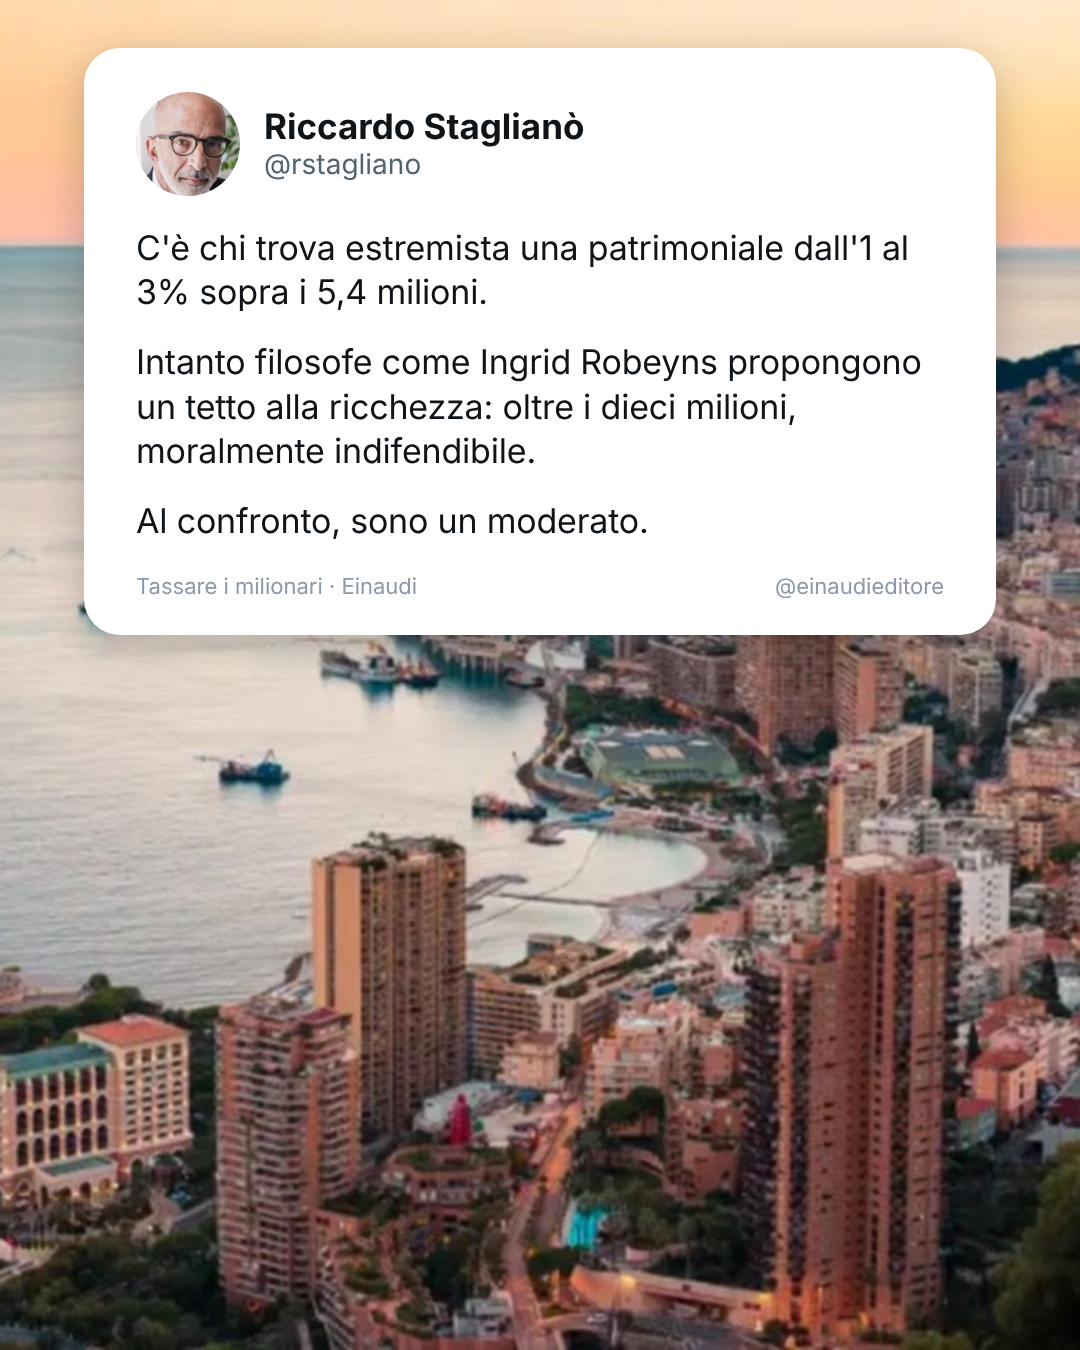 Riccardo Staglianò
@rstagliano
C'è chi trova estremista una patrimoniale dall'1 al
3% sopra i 5,4 milioni.
Intanto filosofe come Ingrid Robeyns propongono
un tetto alla ricchezza: oltre i dieci milioni,
moralmente indifendibile.
Al confronto, sono un moderato.
Tassare i milionari · Einaudi
@einaudieditore